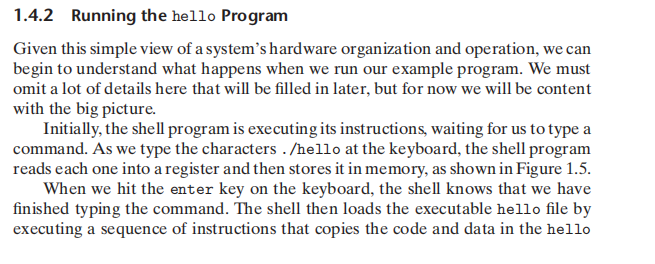 1.4.2 Running the hello Program
Given this simple view of a system's hardware organization and operation, we can
begin to understand what happens when we run our example program. We must
omit a lot of details here that will be filled in later, but for now we will be content
with the big picture.
Initially, the shell program is executing its instructions, waiting for us to type a
command. As we type the characters ./hello at the keyboard, the shell program
reads each one into a register and then stores it in memory, as shown in Figure 1.5.
When we hit the enter key on the keyboard, the shell knows that we have
finished typing the command. The shell then loads the executable hello file by
executing a sequence of instructions that copies the code and data in the hello